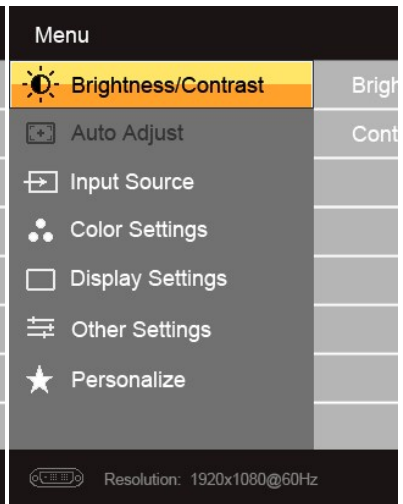 Menu
Brightness/Contrast
Brigh
Auto Adjust
Cont
Input Source
Color Settings
Display Settings
Other Settings
Personalize
Resolution: 1920x1080@60Hz